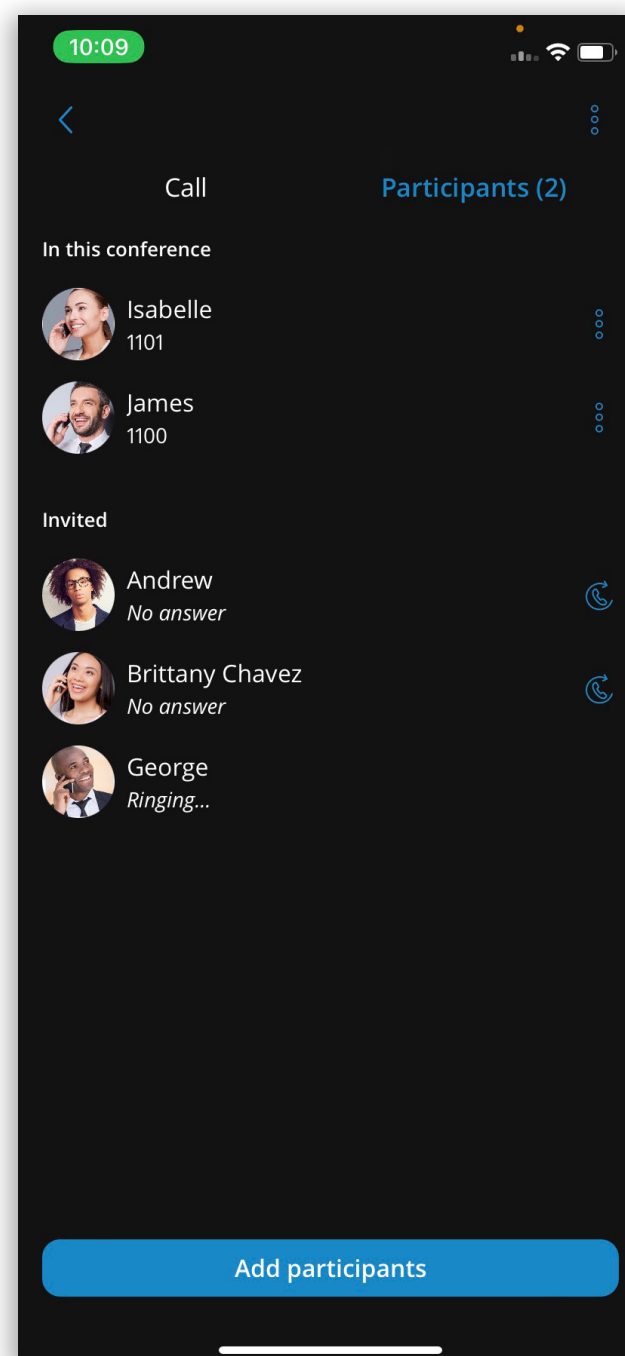 10:09
Call
Participants (2)
In this conference
Isabelle
1101
James
1100
Invited
Andrew
No answer
Brittany Chavez
No answer
George
Ringing...
Add participants